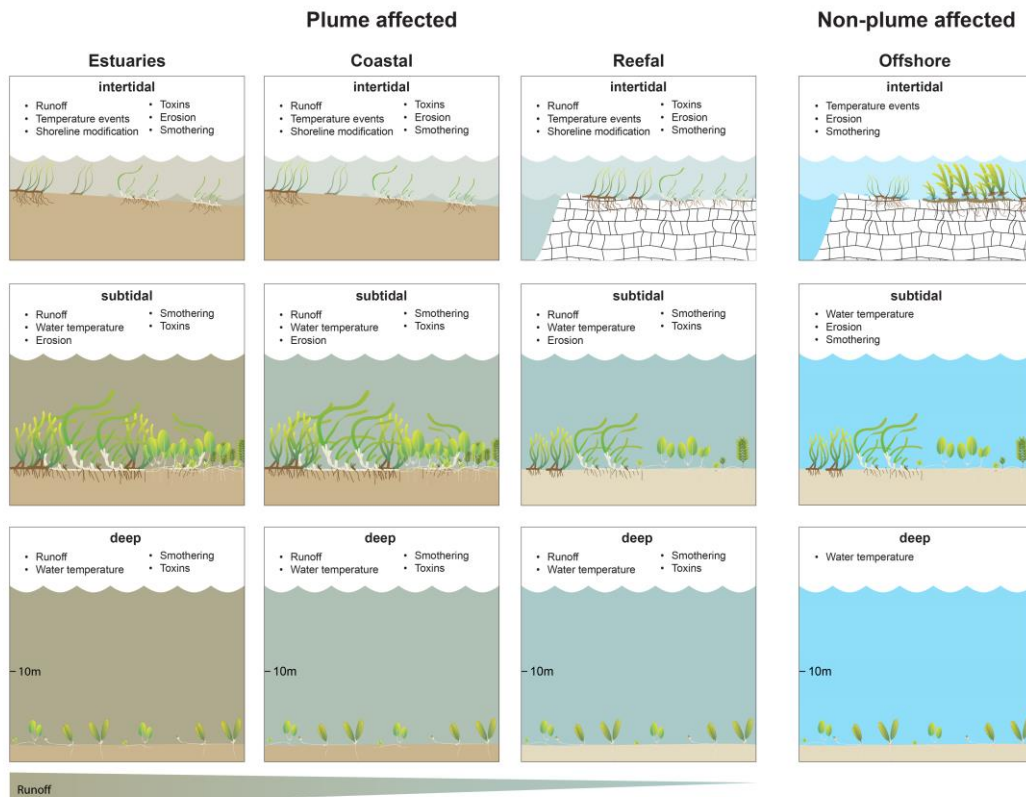 Plume affected
Non-plume affected
Estuaries
Coastal
Reefal
Offshore
intertidal
• Runoff
• Temperature events
• Shoreline modification
• Toxins
• Erosion
• Smothering
intertidal
• Runoff
• Temperature events
• Shoreline modification
• Toxins
• Erosion
• Smothering
intertidal
• Runoff
• Temperature events
• Shoreline modification
• Toxins
• Erosion
• Smothering
intertidal
• Temperature events
• Erosion
• Smothering
subtidal
• Runoff
• Water temperature
• Erosion
• Smothering
• Toxins
subtidal
• Runoff
• Water temperature
• Erosion
• Smothering
• Toxins
subtidal
• Runoff
• Water temperature
• Erosion
• Smothering
• Toxins
subtidal
• Water temperature
• Erosion
• Smothering
deep
• Runoff
• Water temperature
• Smothering
• Toxins
10m
deep
• Runoff
• Water temperature
• Smothering
• Toxins
10m
deep
• Runoff
• Water temperature
• Smothering
• Toxins
10m
deep
• Water temperature
10m
Runoff